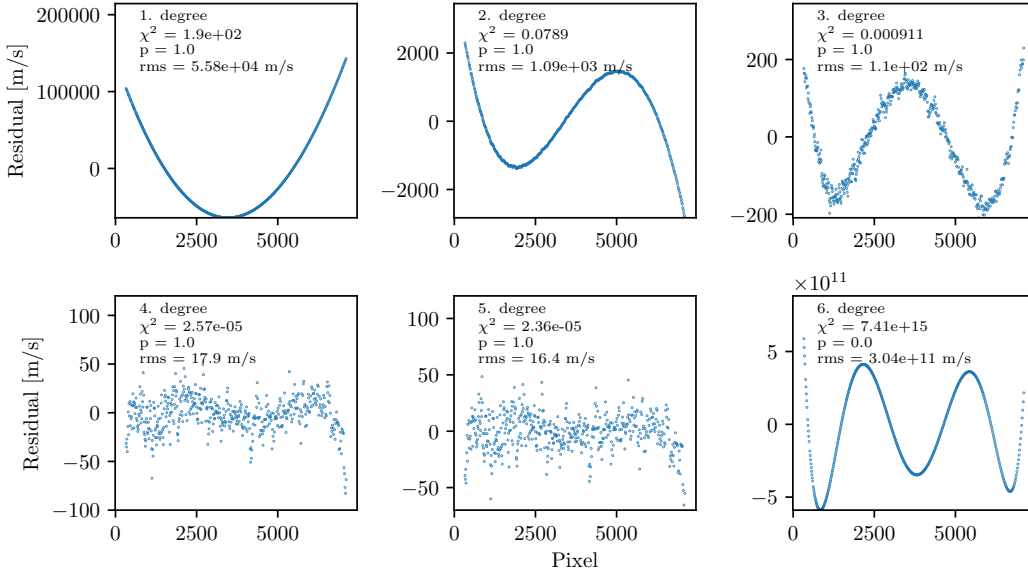 1. degree
χ² = 1.9e+02
p = 1.0
rms = 5.58e+04 m/s
200000
100000
0
Residual [m/s]
0
2500
5000
2. degree
χ² = 0.0789
p = 1.0
rms = 1.09e+03 m/s
2000
0
−2000
0
2500
5000
3. degree
χ² = 0.000911
p = 1.0
rms = 1.1e+02 m/s
200
0
−200
0
2500
5000
4. degree
χ² = 2.57e-05
p = 1.0
rms = 17.9 m/s
100
50
0
−50
−100
Residual [m/s]
0
2500
5000
5. degree
χ² = 2.36e-05
p = 1.0
rms = 16.4 m/s
100
50
0
−50
0
2500
5000
Pixel
×10¹¹
6. degree
χ² = 7.41e+15
p = 0.0
rms = 3.04e+11 m/s
5
0
−5
0
2500
5000